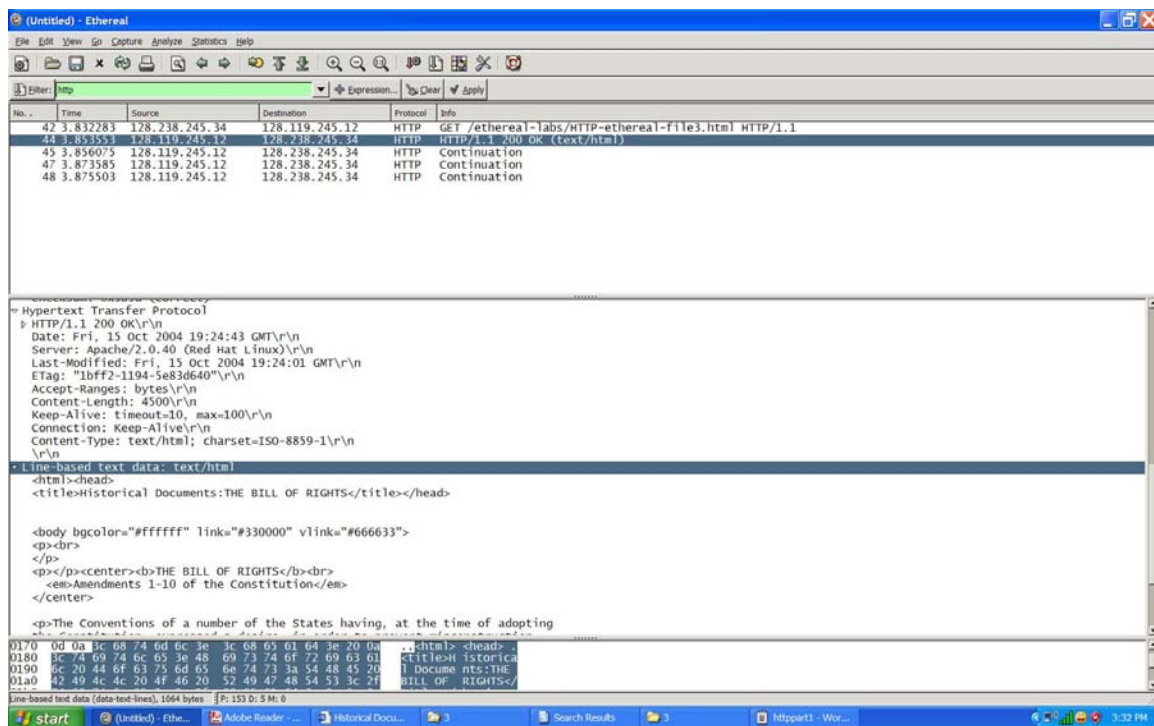 (Untitled) - Ethereal
File Edit View Go Capture Analyze Statistics Help
Filter: http Expression... Clear Apply
No. . Time Source Destination Protocol Info
42 3.832283 128.238.245.34 128.119.245.12 HTTP GET /ethereal-labs/HTTP-ethereal-file3.html HTTP/1.1
44 3.853553 128.119.245.12 128.238.245.34 HTTP HTTP/1.1 200 OK (text/html)
45 3.856075 128.119.245.12 128.238.245.34 HTTP Continuation
47 3.873585 128.119.245.12 128.238.245.34 HTTP Continuation
48 3.875503 128.119.245.12 128.238.245.34 HTTP Continuation
Hypertext Transfer Protocol
HTTP/1.1 200 OK\r\n
Date: Fri, 15 Oct 2004 19:24:43 GMT\r\n
Server: Apache/2.0.40 (Red Hat Linux)\r\n
Last-Modified: Fri, 15 Oct 2004 19:24:01 GMT\r\n
ETag: "1bff2-1194-5e83d640"\r\n
Accept-Ranges: bytes\r\n
Content-Length: 4500\r\n
Keep-Alive: timeout=10, max=100\r\n
Connection: Keep-Alive\r\n
Content-Type: text/html; charset=ISO-8859-1\r\n
\r\n
Line-based text data: text/html
<html><head>
<title>Historical Documents:THE BILL OF RIGHTS</title></head>
<body bgcolor="#ffffff" link="#330000" vlink="#666633">
<p><br>
</p>
<p></p><center><b>THE BILL OF RIGHTS</b><br>
<em>Amendments 1-10 of the Constitution</em>
</center>
<p>The Conventions of a number of the States having, at the time of adopting
0170 0d 0a 3c 68 74 6d 6c 3e 3c 68 65 61 64 3e 20 0a ..<html> <head> .
0180 3c 74 69 74 6c 65 3e 48 69 73 74 6f 72 69 63 61 <title>H istorica
0190 6c 20 44 6f 63 75 6d 65 6e 74 73 3a 54 48 45 20 l Docume nts:THE
01a0 42 49 4c 4c 20 4f 46 20 52 49 47 48 54 53 3c 2f BILL OF RIGHTS</
Line-based text data (data-text-lines), 1064 bytes P: 153 D: 5 M: 0
start (Untitled) - Ethe... Adobe Reader - ... Historical Docu... 3 Search Results 3 httppart1 - Wor... 3:32 PM